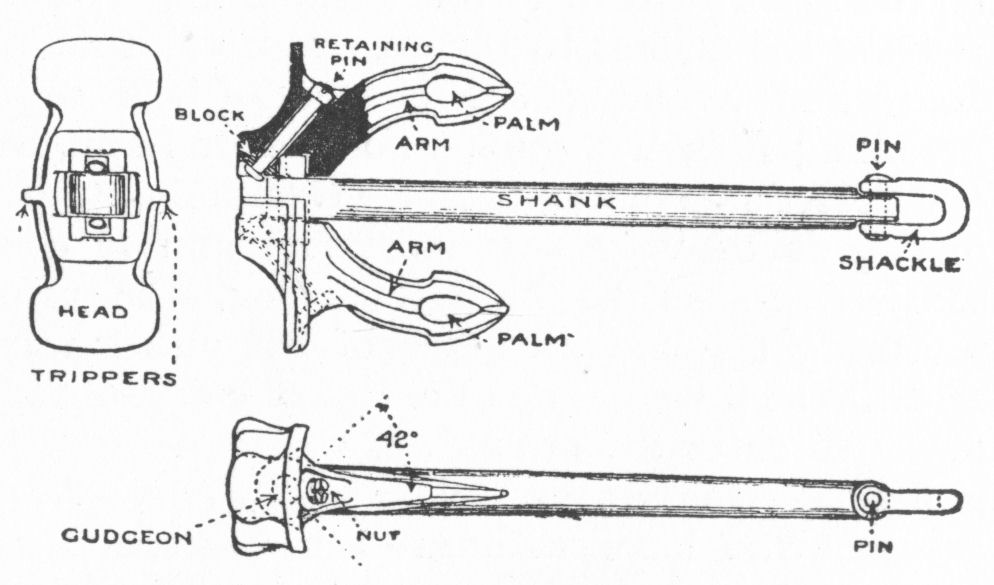 RETAINING
PIN
BLOCK
ARM
PALM
PIN
SHANK
SHACKLE
ARM
PALM
HEAD
TRIPPERS
42°
GUDGEON
NUT
PIN